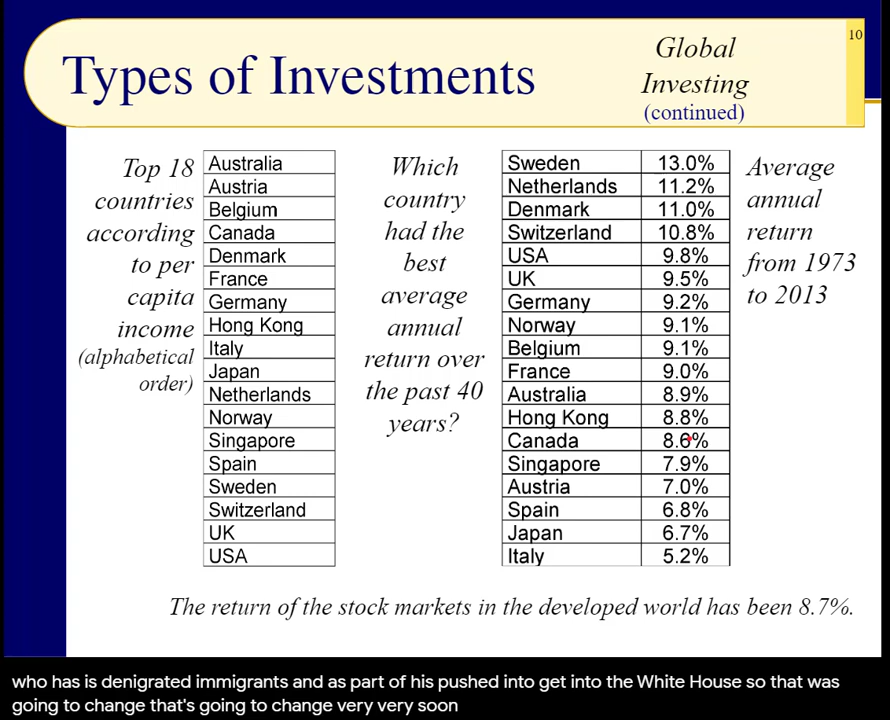 Types of Investments
Global
Investing
(continued)
10
Top 18
countries
according
to per
capita
income
(alphabetical
order)
Australia
Austria
Belgium
Canada
Denmark
France
Germany
Hong Kong
Italy
Japan
Netherlands
Norway
Singapore
Spain
Sweden
Switzerland
UK
USA
Which
country
had the
best
average
annual
return over
the past 40
years?
Sweden 13.0%
Netherlands 11.2%
Denmark 11.0%
Switzerland 10.8%
USA 9.8%
UK 9.5%
Germany 9.2%
Norway 9.1%
Belgium 9.1%
France 9.0%
Australia 8.9%
Hong Kong 8.8%
Canada 8.6%
Singapore 7.9%
Austria 7.0%
Spain 6.8%
Japan 6.7%
Italy 5.2%
Average
annual
return
from 1973
to 2013
The return of the stock markets in the developed world has been 8.7%.
who has is denigrated immigrants and as part of his pushed into get into the White House so that was
going to change that's going to change very very soon